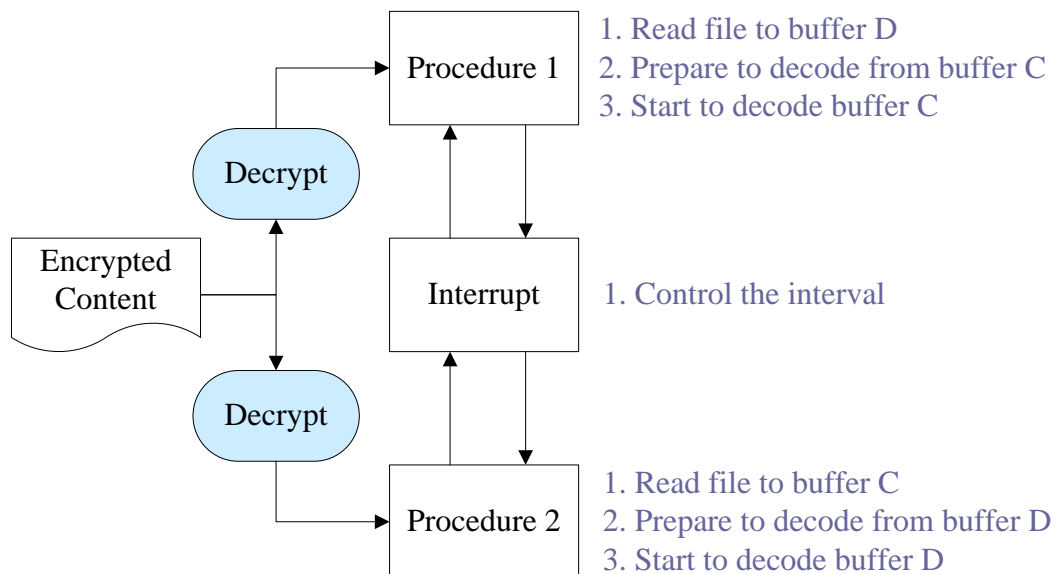 Procedure 1
1. Read file to buffer D
2. Prepare to decode from buffer C
3. Start to decode buffer C
Decrypt
Encrypted
Content
Interrupt
1. Control the interval
Decrypt
Procedure 2
1. Read file to buffer C
2. Prepare to decode from buffer D
3. Start to decode buffer D